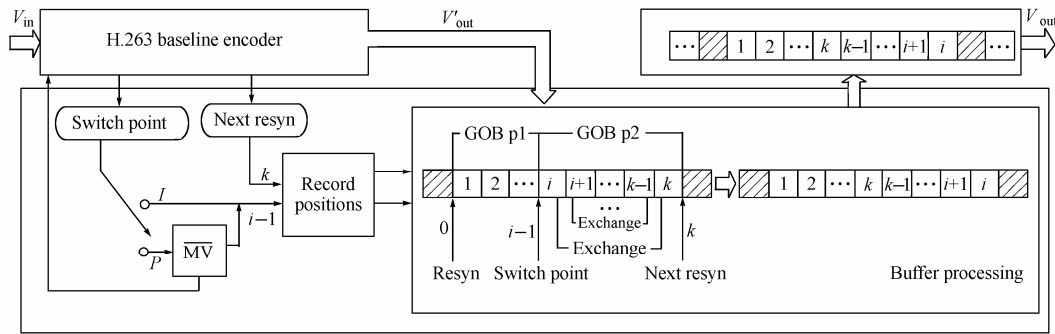 V_in
H.263 baseline encoder
V'_out
V_out
... 1 2 ... k k−1 ... i+1 i ...
Switch point
Next resyn
GOB p1 GOB p2
k
Record
positions
1 2 ... i i+1 ... k−1 k
1 2 ... k k−1 ... i+1 i
I
i−1
...
Exchange
0 i−1 k
Exchange
P
MV
Resyn Switch point Next resyn
Buffer processing